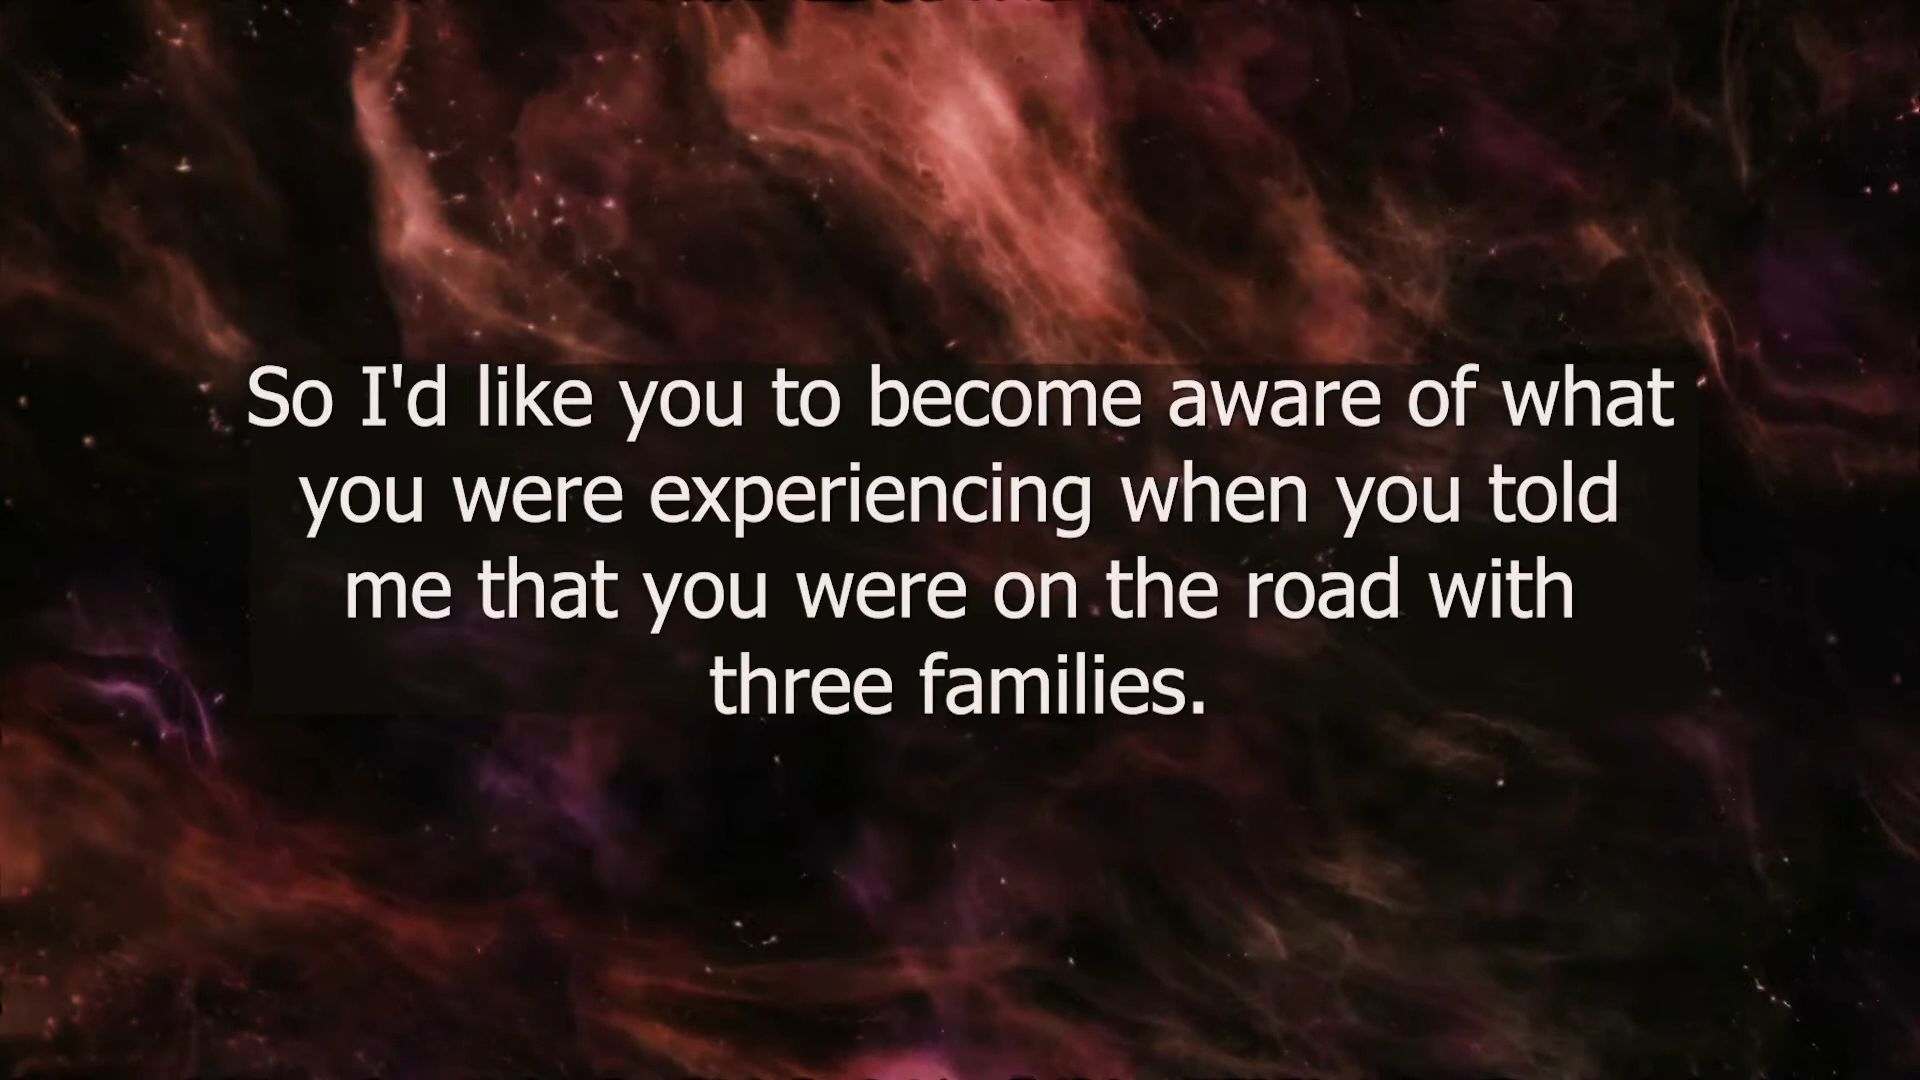 So I'd like you to become aware of what
you were experiencing when you told
me that you were on the road with
three families.